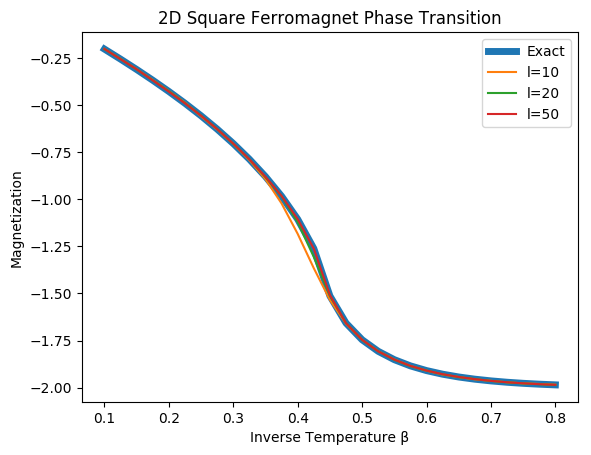 2D Square Ferromagnet Phase Transition
Exact
l=10
l=20
l=50
Magnetization
−0.25
−0.50
−0.75
−1.00
−1.25
−1.50
−1.75
−2.00
0.1 0.2 0.3 0.4 0.5 0.6 0.7 0.8
Inverse Temperature β